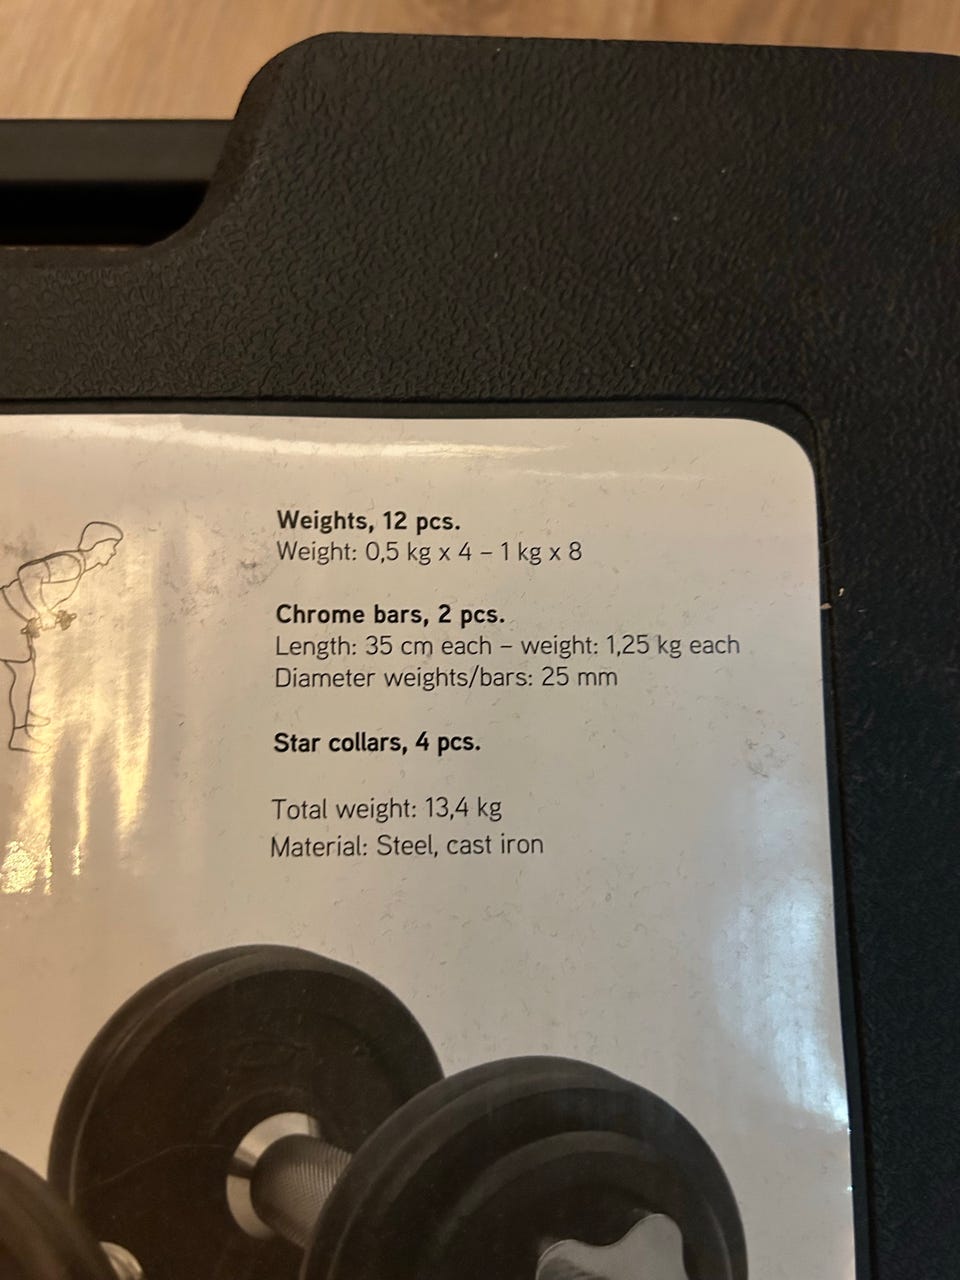 Weights, 12 pcs.
Weight: 0,5 kg x 4 – 1 kg x 8
Chrome bars, 2 pcs.
Length: 35 cm each – weight: 1,25 kg each
Diameter weights/bars: 25 mm
Star collars, 4 pcs.
Total weight: 13,4 kg
Material: Steel, cast iron